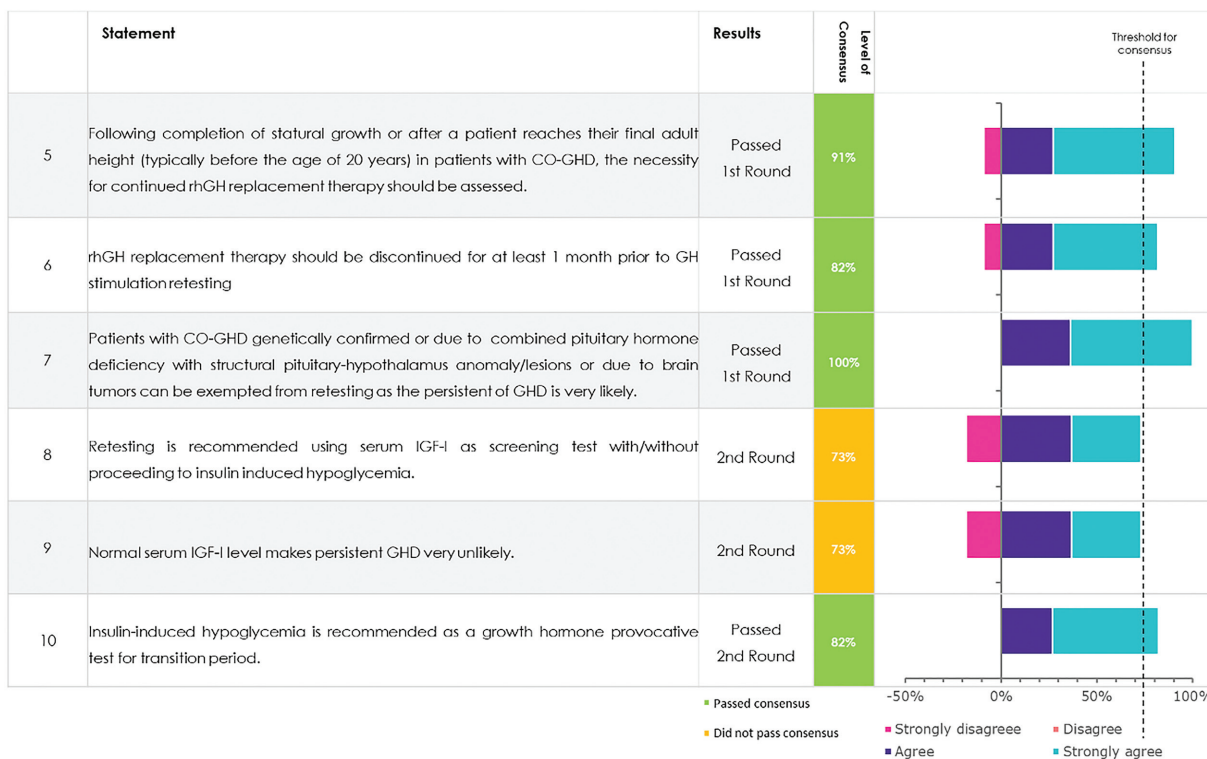 Statement
Results
Level of
Consensus
Threshold for
consensus
5
Following completion of statural growth or after a patient reaches their final adult
height (typically before the age of 20 years) in patients with CO-GHD, the necessity
for continued rhGH replacement therapy should be assessed.
Passed
1st Round
91%
6
rhGH replacement therapy should be discontinued for at least 1 month prior to GH
stimulation retesting
Passed
1st Round
82%
7
Patients with CO-GHD genetically confirmed or due to combined pituitary hormone
deficiency with structural pituitary-hypothalamus anomaly/lesions or due to brain
tumors can be exempted from retesting as the persistent of GHD is very likely.
Passed
1st Round
100%
8
Retesting is recommended using serum IGF-I as screening test with/without
proceeding to insulin induced hypoglycemia.
2nd Round
73%
9
Normal serum IGF-I level makes persistent GHD very unlikely.
2nd Round
73%
10
Insulin-induced hypoglycemia is recommended as a growth hormone provocative
test for transition period.
Passed
2nd Round
82%
-50% 0% 50% 100%
Passed consensus
Did not pass consensus
Strongly disagreee Disagree
Agree Strongly agree